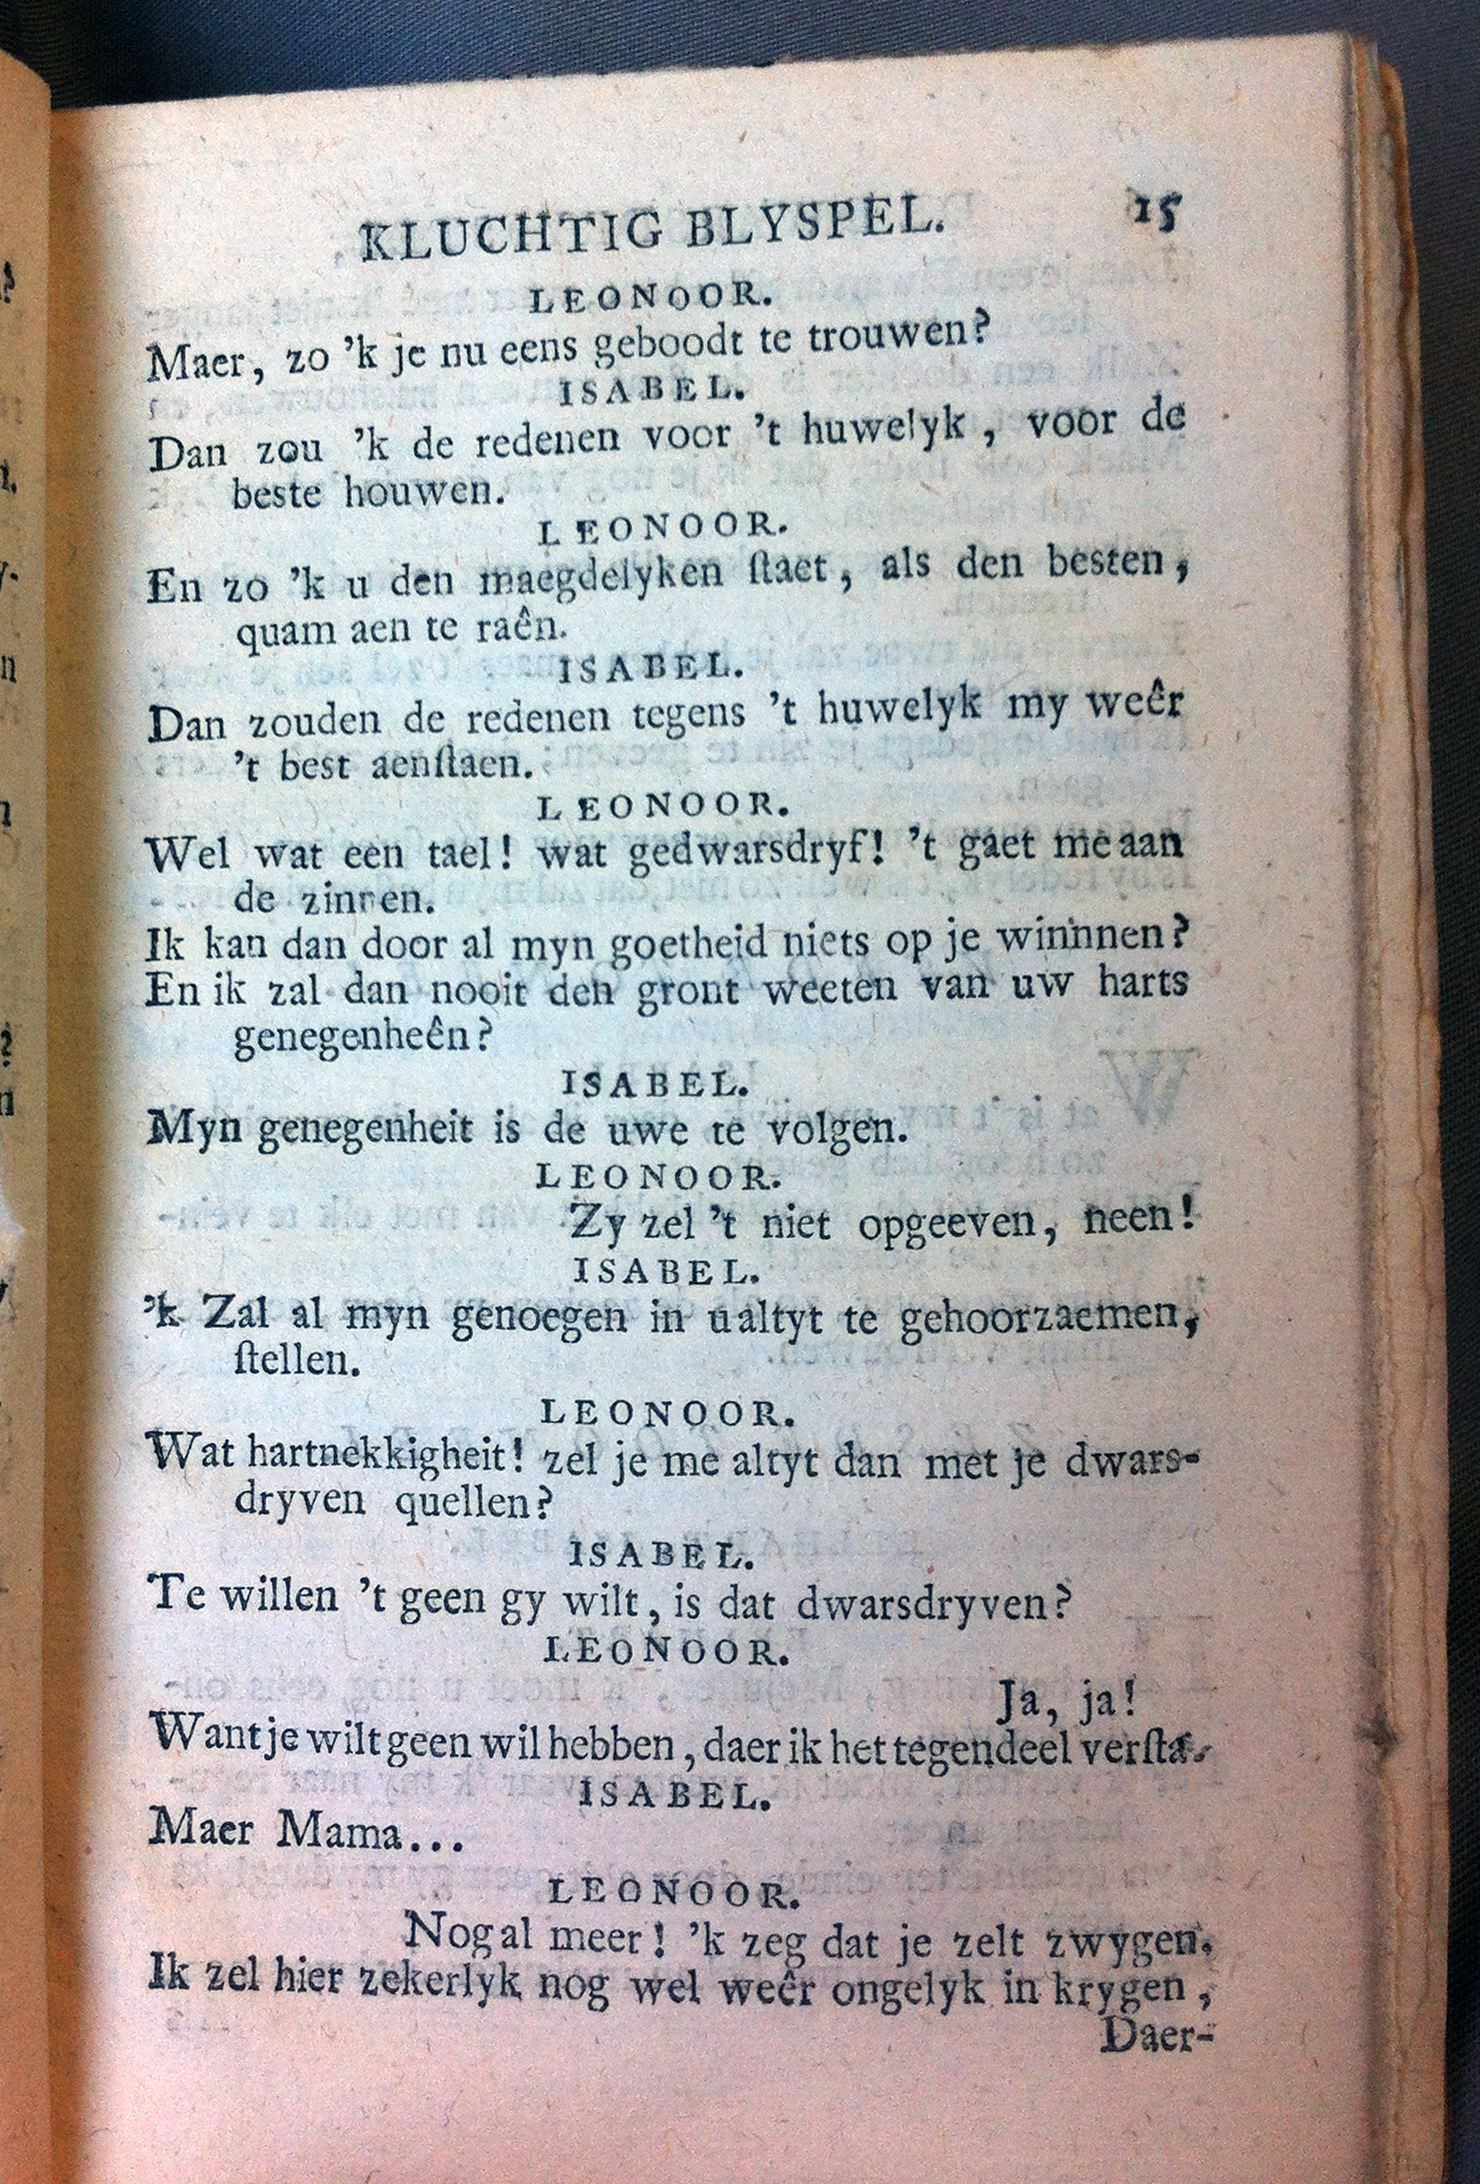 KLUCHTIG BLYSPEL. 15
LEONOOR.
Maer, zo 'k je nu eens geboodt te trouwen?
ISABEL.
Dan zou 'k de redenen voor 't huwelyk, voor de
beste houwen.
LEONOOR.
En zo 'k u den maegdelyken ſtaet, als den besten,
quam aen te raên.
ISABEL.
Dan zouden de redenen tegens 't huwelyk my weêr
't best aenſtaen.
LEONOOR.
Wel wat een tael! wat gedwarsdryf! 't gaet me aan
de zinnen.
Ik kan dan door al myn goetheid niets op je winnnen?
En ik zal dan nooit den gront weeten van uw harts
genegenheên?
ISABEL.
Myn genegenheit is de uwe te volgen.
LEONOOR.
Zy zel 't niet opgeeven, neen!
ISABEL.
'k Zal al myn genoegen in u altyt te gehoorzaemen,
ſtellen.
LEONOOR.
Wat hartnekkigheit! zel je me altyt dan met je dwars-
dryven quellen?
ISABEL.
Te willen 't geen gy wilt, is dat dwarsdryven?
LEONOOR.
Ja, ja!
Want je wilt geen wil hebben, daer ik het tegendeel verſta.
ISABEL.
Maer Mama...
LEONOOR.
Nog al meer! 'k zeg dat je zelt zwygen.
Ik zel hier zekerlyk nog wel weêr ongelyk in krygen,
Daer-